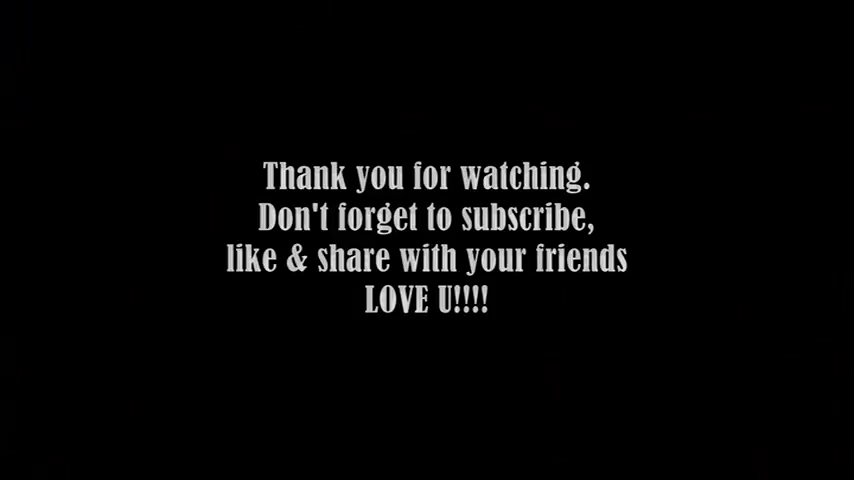 Thank you for watching.
Don't forget to subscribe,
like & share with your friends
LOVE U!!!!